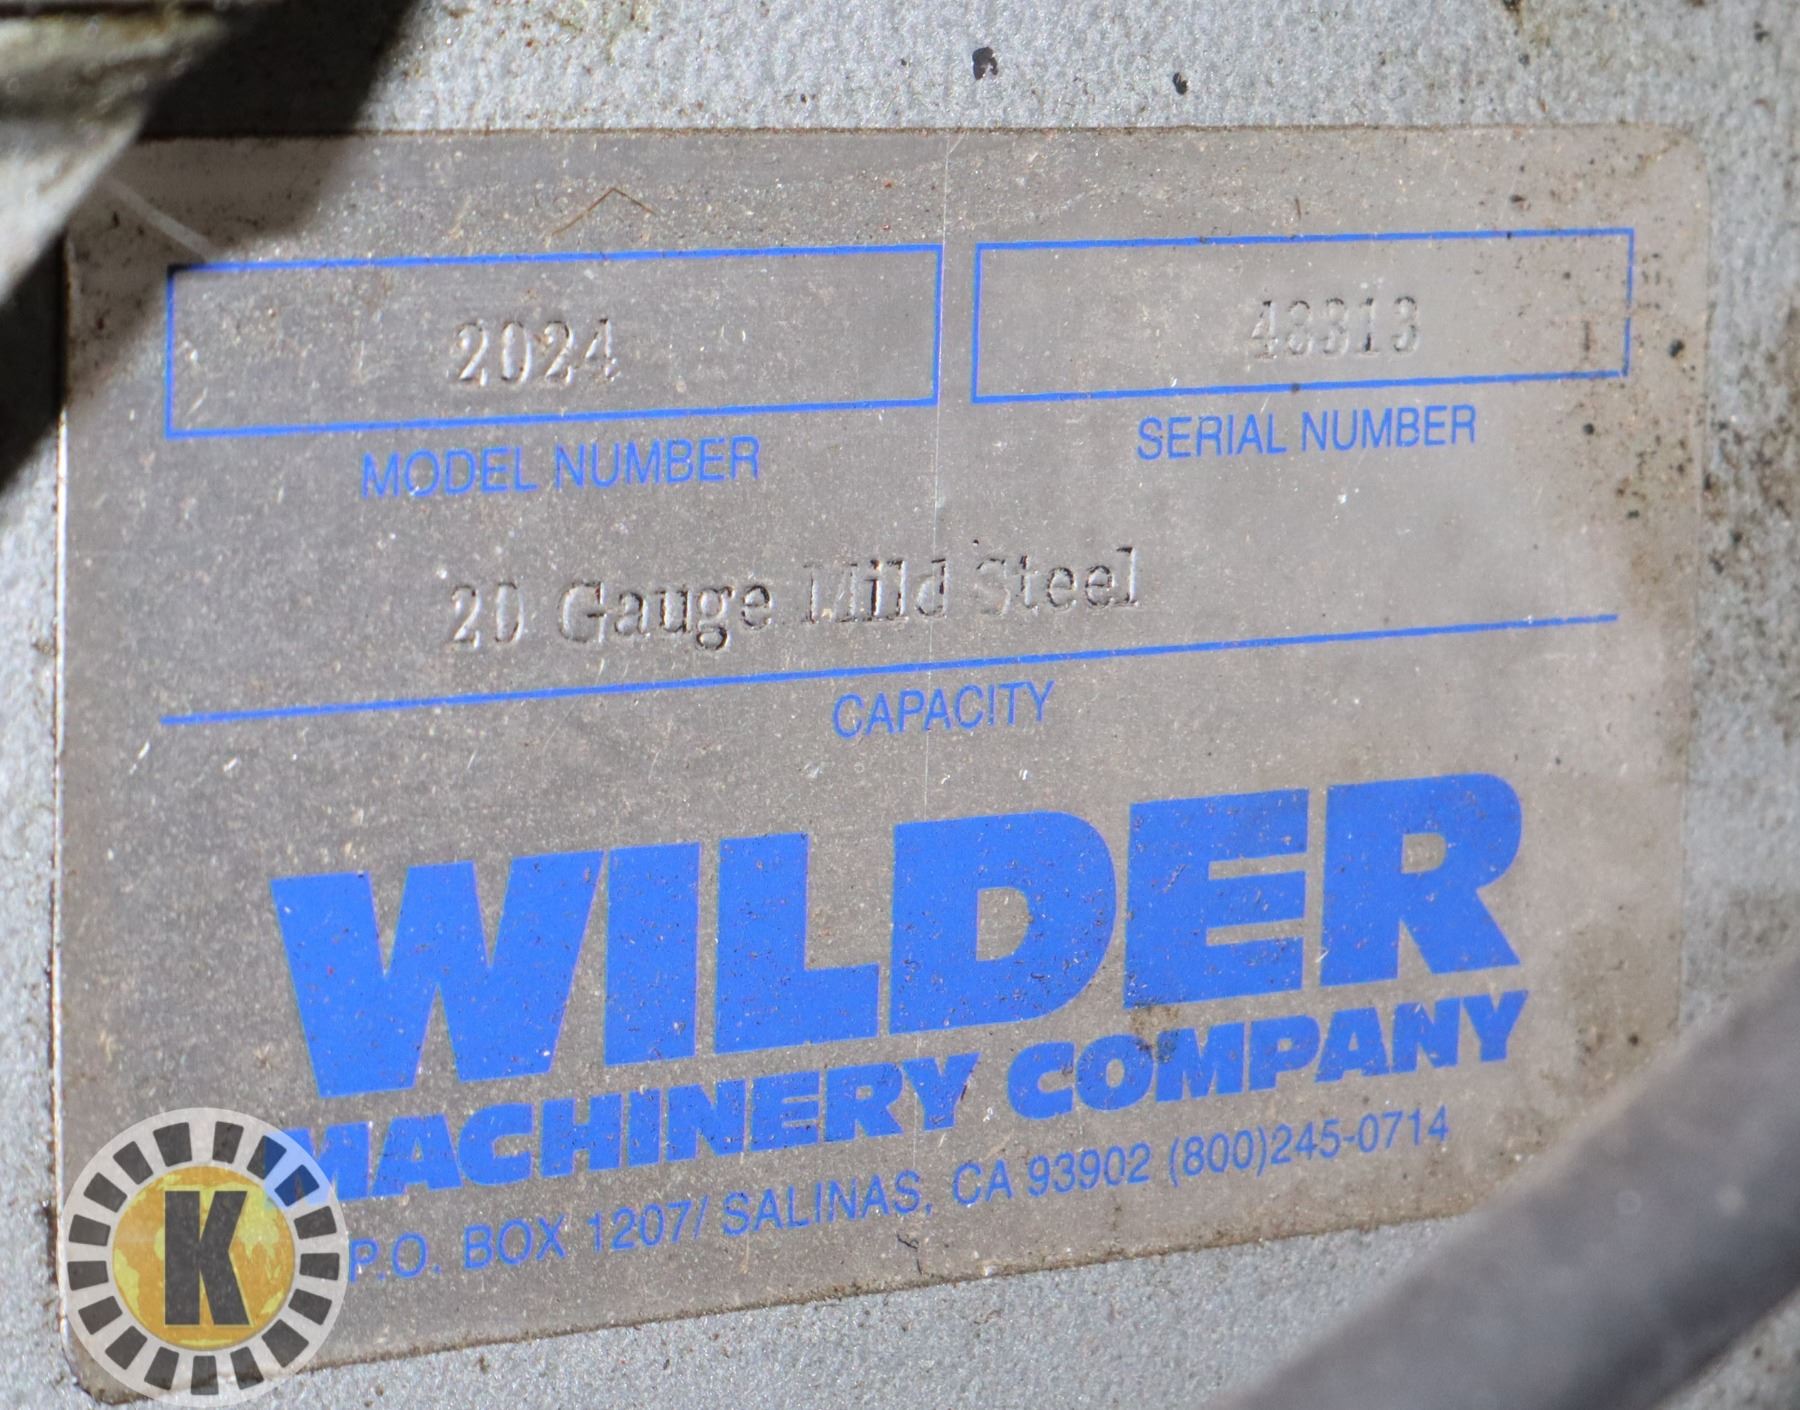 2024 48313
MODEL NUMBER SERIAL NUMBER
20 Gauge Mild Steel
CAPACITY
WILDER
MACHINERY COMPANY
P.O. BOX 1207/ SALINAS, CA 93902 (800)245-0714
K